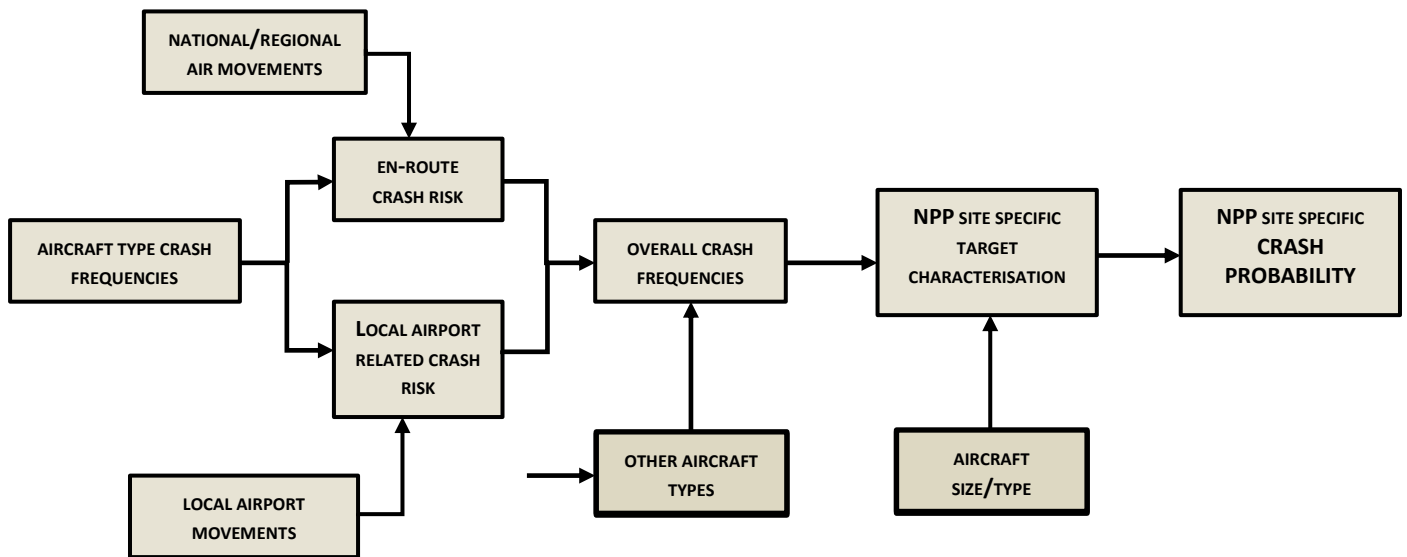 NATIONAL/REGIONAL
AIR MOVEMENTS
EN-ROUTE
CRASH RISK
AIRCRAFT TYPE CRASH
FREQUENCIES
OVERALL CRASH
FREQUENCIES
NPP SITE SPECIFIC
TARGET
CHARACTERISATION
NPP SITE SPECIFIC
CRASH
PROBABILITY
LOCAL AIRPORT
RELATED CRASH
RISK
OTHER AIRCRAFT
TYPES
AIRCRAFT
SIZE/TYPE
LOCAL AIRPORT
MOVEMENTS